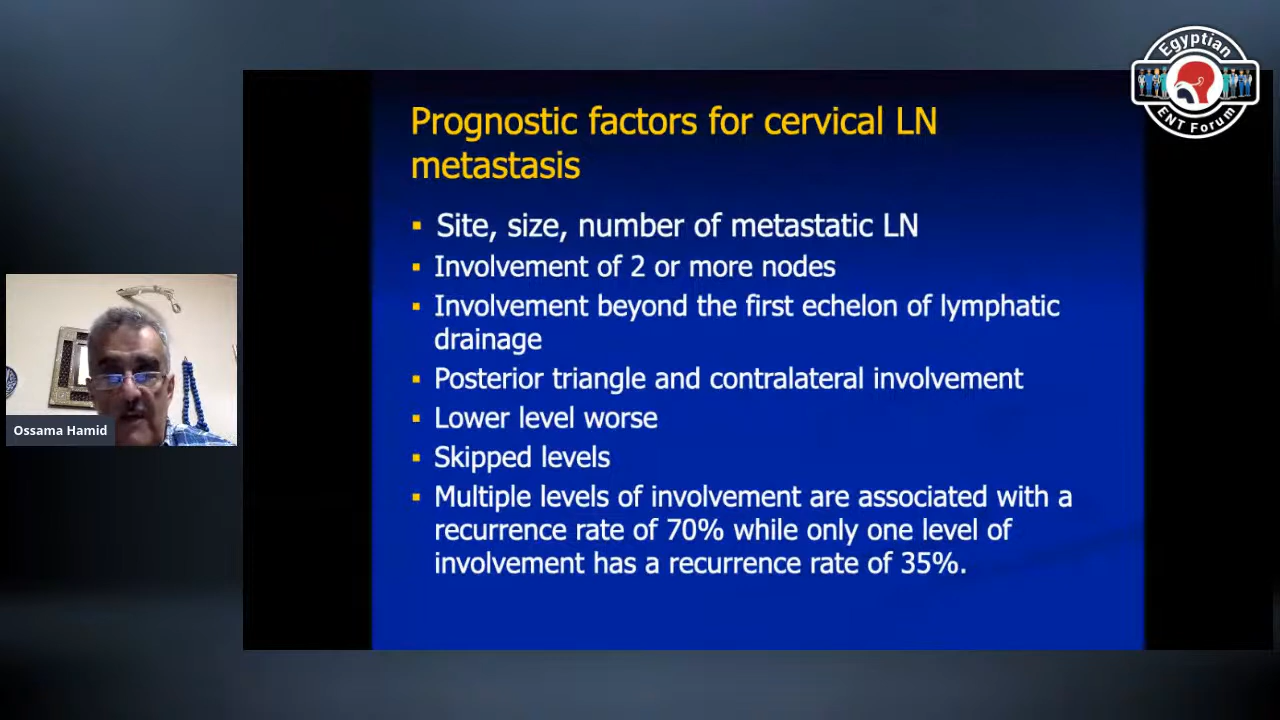 Egyptian
ENT Forum
Prognostic factors for cervical LN
metastasis
▪ Site, size, number of metastatic LN
▪ Involvement of 2 or more nodes
▪ Involvement beyond the first echelon of lymphatic
drainage
▪ Posterior triangle and contralateral involvement
▪ Lower level worse
▪ Skipped levels
▪ Multiple levels of involvement are associated with a
recurrence rate of 70% while only one level of
involvement has a recurrence rate of 35%.
Ossama Hamid